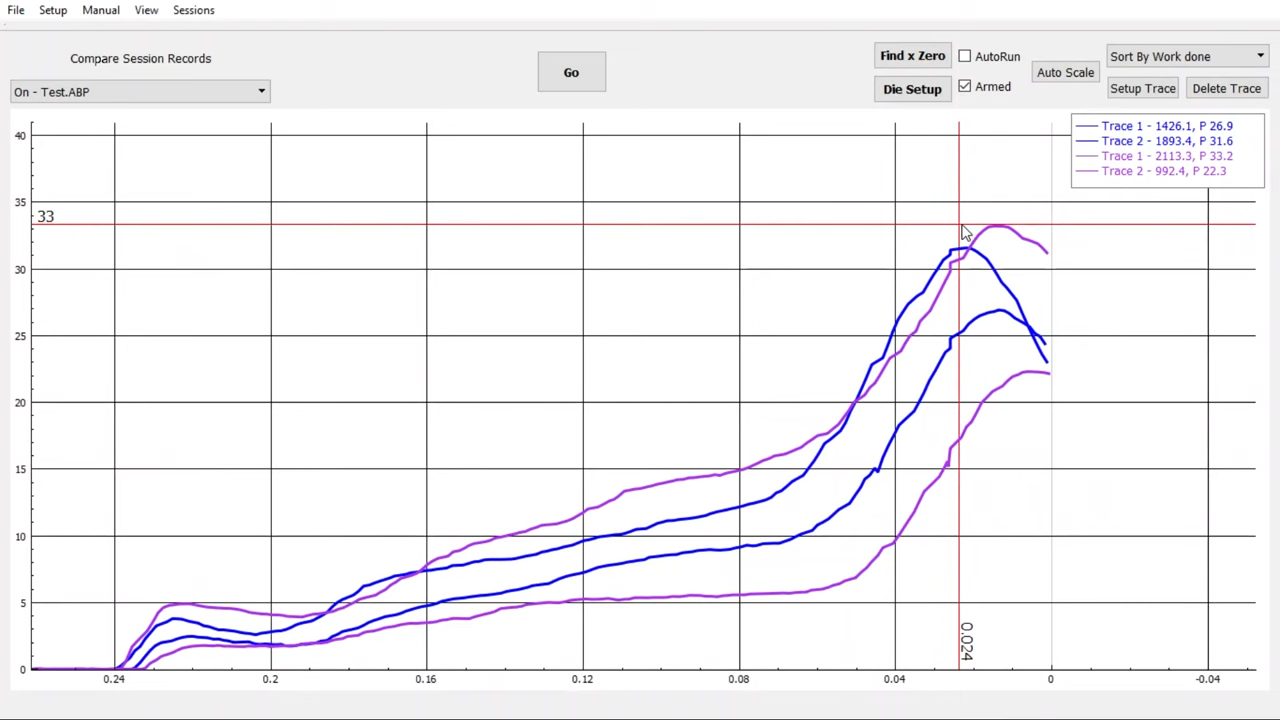 File Setup Manual View Sessions
Compare Session Records
On - Test.ABP
Go
Find x Zero
AutoRun
Die Setup
Armed
Auto Scale
Sort By Work done
Setup Trace
Delete Trace
Trace 1 - 1426.1, P 26.9
Trace 2 - 1893.4, P 31.6
Trace 1 - 2113.3, P 33.2
Trace 2 - 992.4, P 22.3
40
35
33
30
25
20
15
10
5
0
0.024
0.24 0.2 0.16 0.12 0.08 0.04 0 -0.04